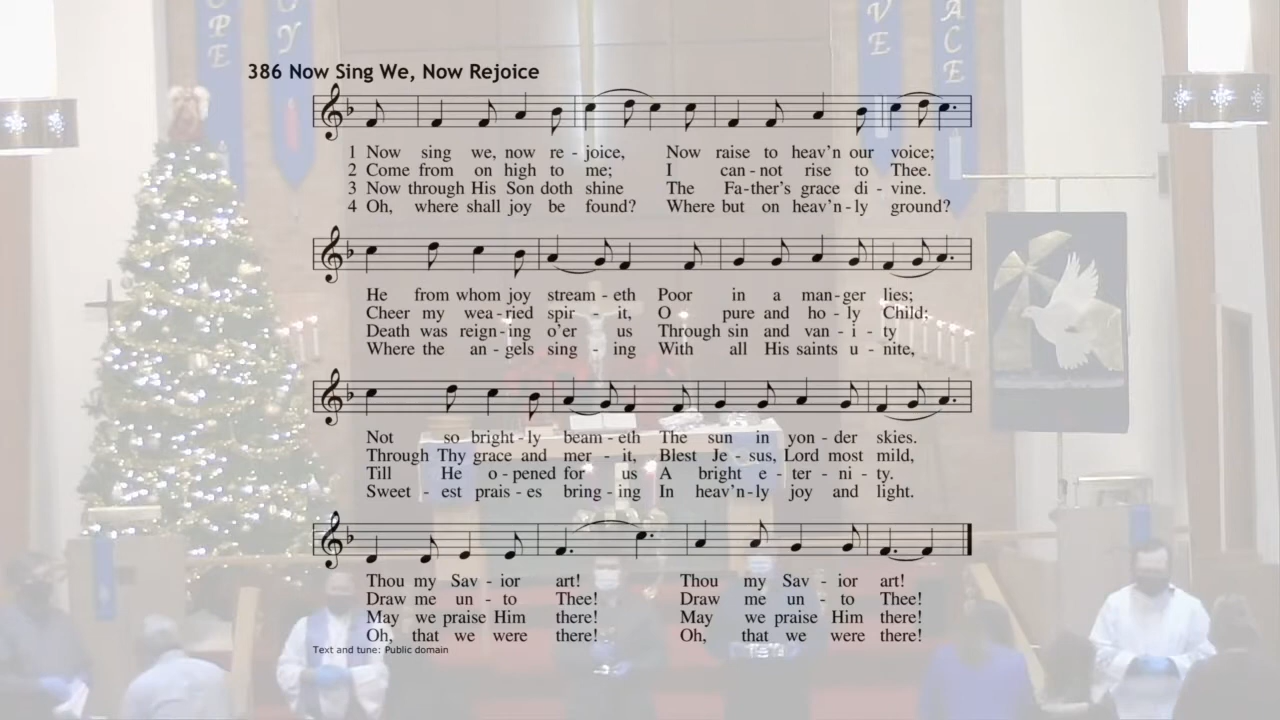 OPE
OY
VE
ACE
386 Now Sing We, Now Rejoice
1 Now sing we, now re - joice, Now raise to heav'n our voice;
2 Come from on high to me; I can - not rise to Thee.
3 Now through His Son doth shine The Fa - ther's grace di - vine.
4 Oh, where shall joy be found? Where but on heav'n - ly ground?
He from whom joy stream - eth Poor in a man - ger lies;
Cheer my wea - ried spir - it, O pure and ho - ly Child;
Death was reign - ing o'er us Through sin and van - i - ty
Where the an - gels sing - ing With all His saints u - nite,
Not so bright - ly beam - eth The sun in yon - der skies.
Through Thy grace and mer - it, Blest Je - sus, Lord most mild,
Till He o - pened for us A bright e - ter - ni - ty.
Sweet - est prais - es bring - ing In heav'n - ly joy and light.
Thou my Sav - ior art! Thou my Sav - ior art!
Draw me un - to Thee! Draw me un - to Thee!
May we praise Him there! May we praise Him there!
Oh, that we were there! Oh, that we were there!
Text and tune: Public domain